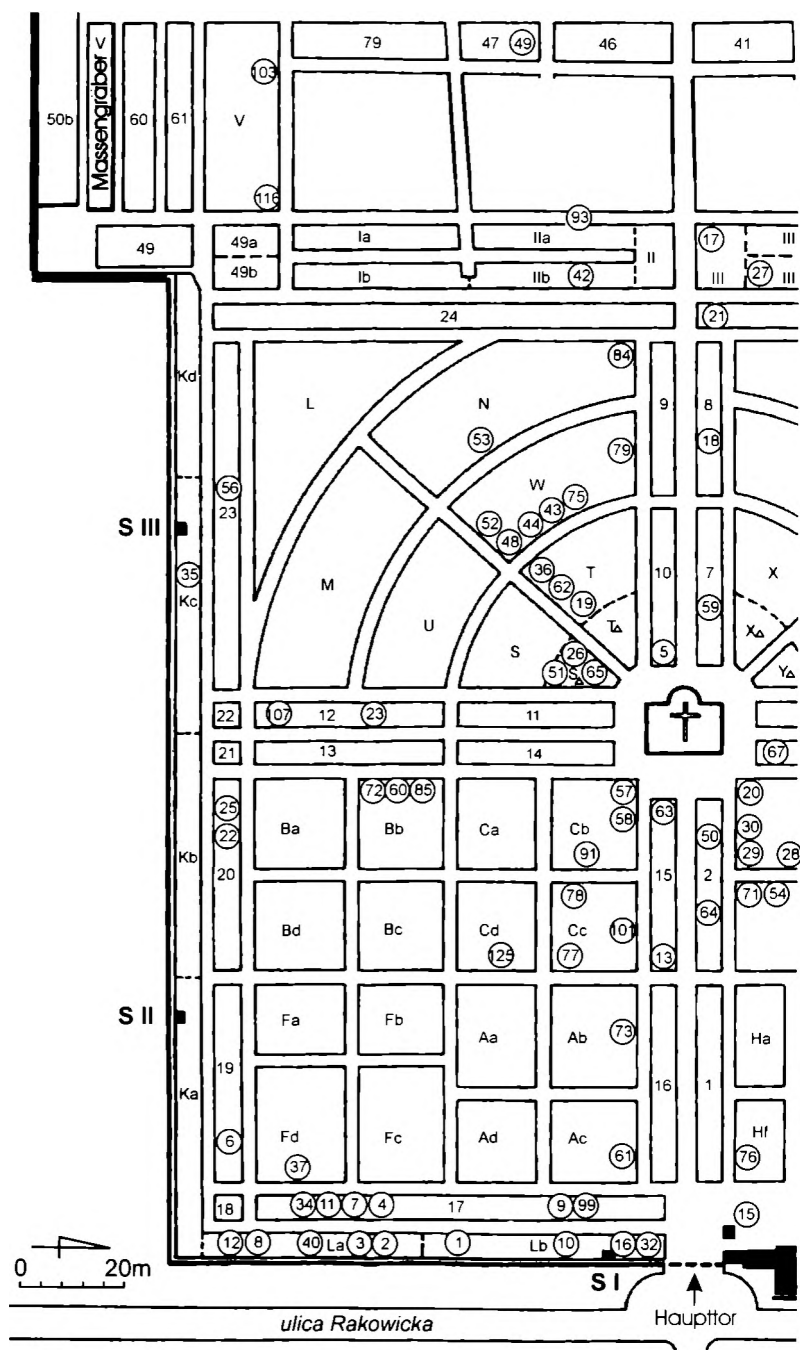 79 47 49 46 41
103
50b Massengräber < 60 61 V
116
93
49 49a Ia IIa II 17 III III
49b Ib IIb 42 27 III
24 21
Kd L N 84 9 8
53 18
56 W 79
23 52 48 44 43 75
S III
35 36 T 10 7 X
Kc M 62 59
U 19 T△ X△
S 26 5
51 S△ 65 Y△
22 107 12 23 11
21 13 14 67
72 60 85 57 63 20
25 58 50 30
22 Ba Bb Ca Cb
Kb 91 29 28
20 15 2
78 71 54
64
Bd Bc Cd Cc 101
125 77 13
S II
Fa Fb
Aa Ab 73 Ha
19
Ka 16 1
6 Fd Fc Ad Ac Hf
37 61 76
18 34 11 7 4 17 9 99
15
12 8 40 La 3 2 1 Lb 10 16 32
0 20m
S I
Haupttor
ulica Rakowicka